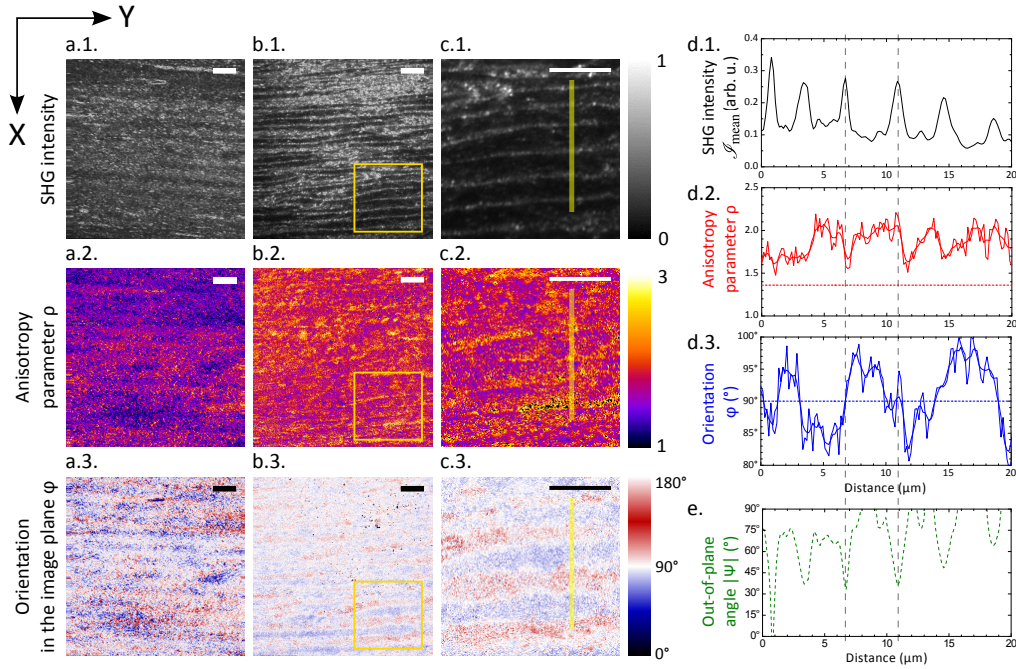 Y
X
a.1.
b.1.
c.1.
SHG intensity
1
0
a.2.
b.2.
c.2.
Anisotropy
parameter ρ
3
1
a.3.
b.3.
c.3.
Orientation
in the image plane φ
180°
90°
0°
d.1.
SHG intensity
𝒥mean (arb. u.)
0.4
0.3
0.2
0.1
0.0
0 5 10 15 20
d.2.
Anisotropy
parameter ρ
2.5
2.0
1.5
1.0
0 5 10 15 20
d.3.
Orientation
φ (°)
100°
95°
90°
85°
80°
0 5 10 15 20
Distance (µm)
e.
Out-of-plane
angle |Ψ| (°)
90°
75°
60°
45°
30°
15°
0
0 5 10 15 20
Distance (µm)